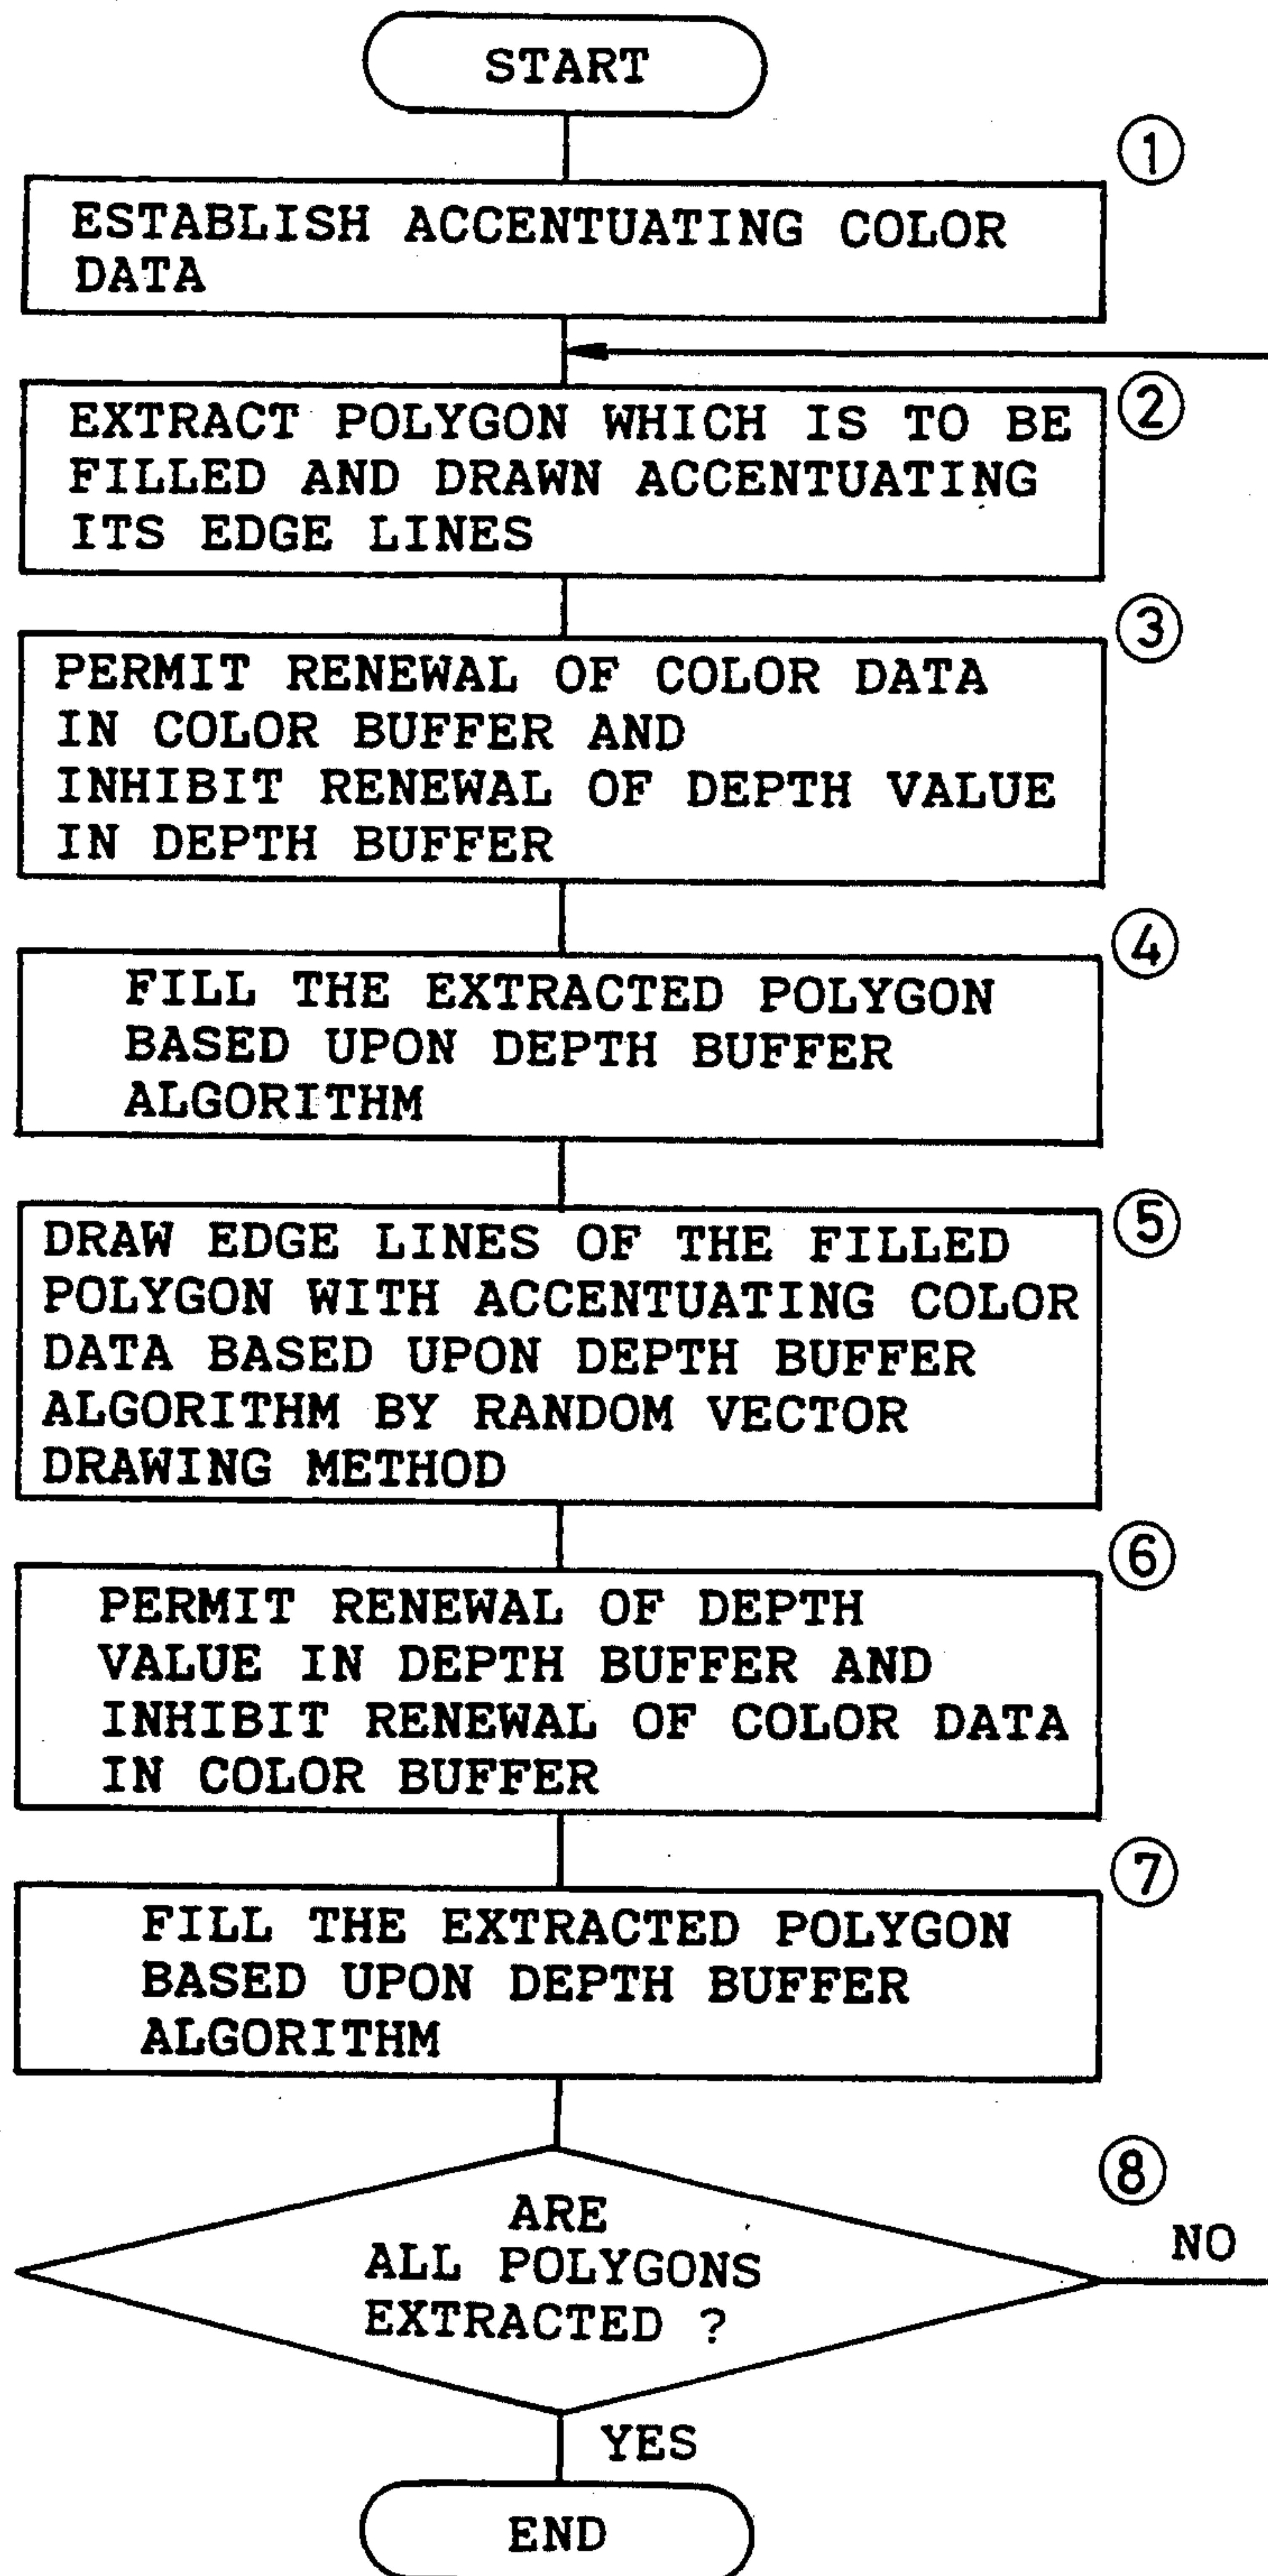 START
①
ESTABLISH ACCENTUATING COLOR
DATA
②
EXTRACT POLYGON WHICH IS TO BE
FILLED AND DRAWN ACCENTUATING
ITS EDGE LINES
③
PERMIT RENEWAL OF COLOR DATA
IN COLOR BUFFER AND
INHIBIT RENEWAL OF DEPTH VALUE
IN DEPTH BUFFER
④
FILL THE EXTRACTED POLYGON
BASED UPON DEPTH BUFFER
ALGORITHM
⑤
DRAW EDGE LINES OF THE FILLED
POLYGON WITH ACCENTUATING COLOR
DATA BASED UPON DEPTH BUFFER
ALGORITHM BY RANDOM VECTOR
DRAWING METHOD
⑥
PERMIT RENEWAL OF DEPTH
VALUE IN DEPTH BUFFER AND
INHIBIT RENEWAL OF COLOR DATA
IN COLOR BUFFER
⑦
FILL THE EXTRACTED POLYGON
BASED UPON DEPTH BUFFER
ALGORITHM
⑧
ARE
ALL POLYGONS
EXTRACTED ?
NO
YES
END